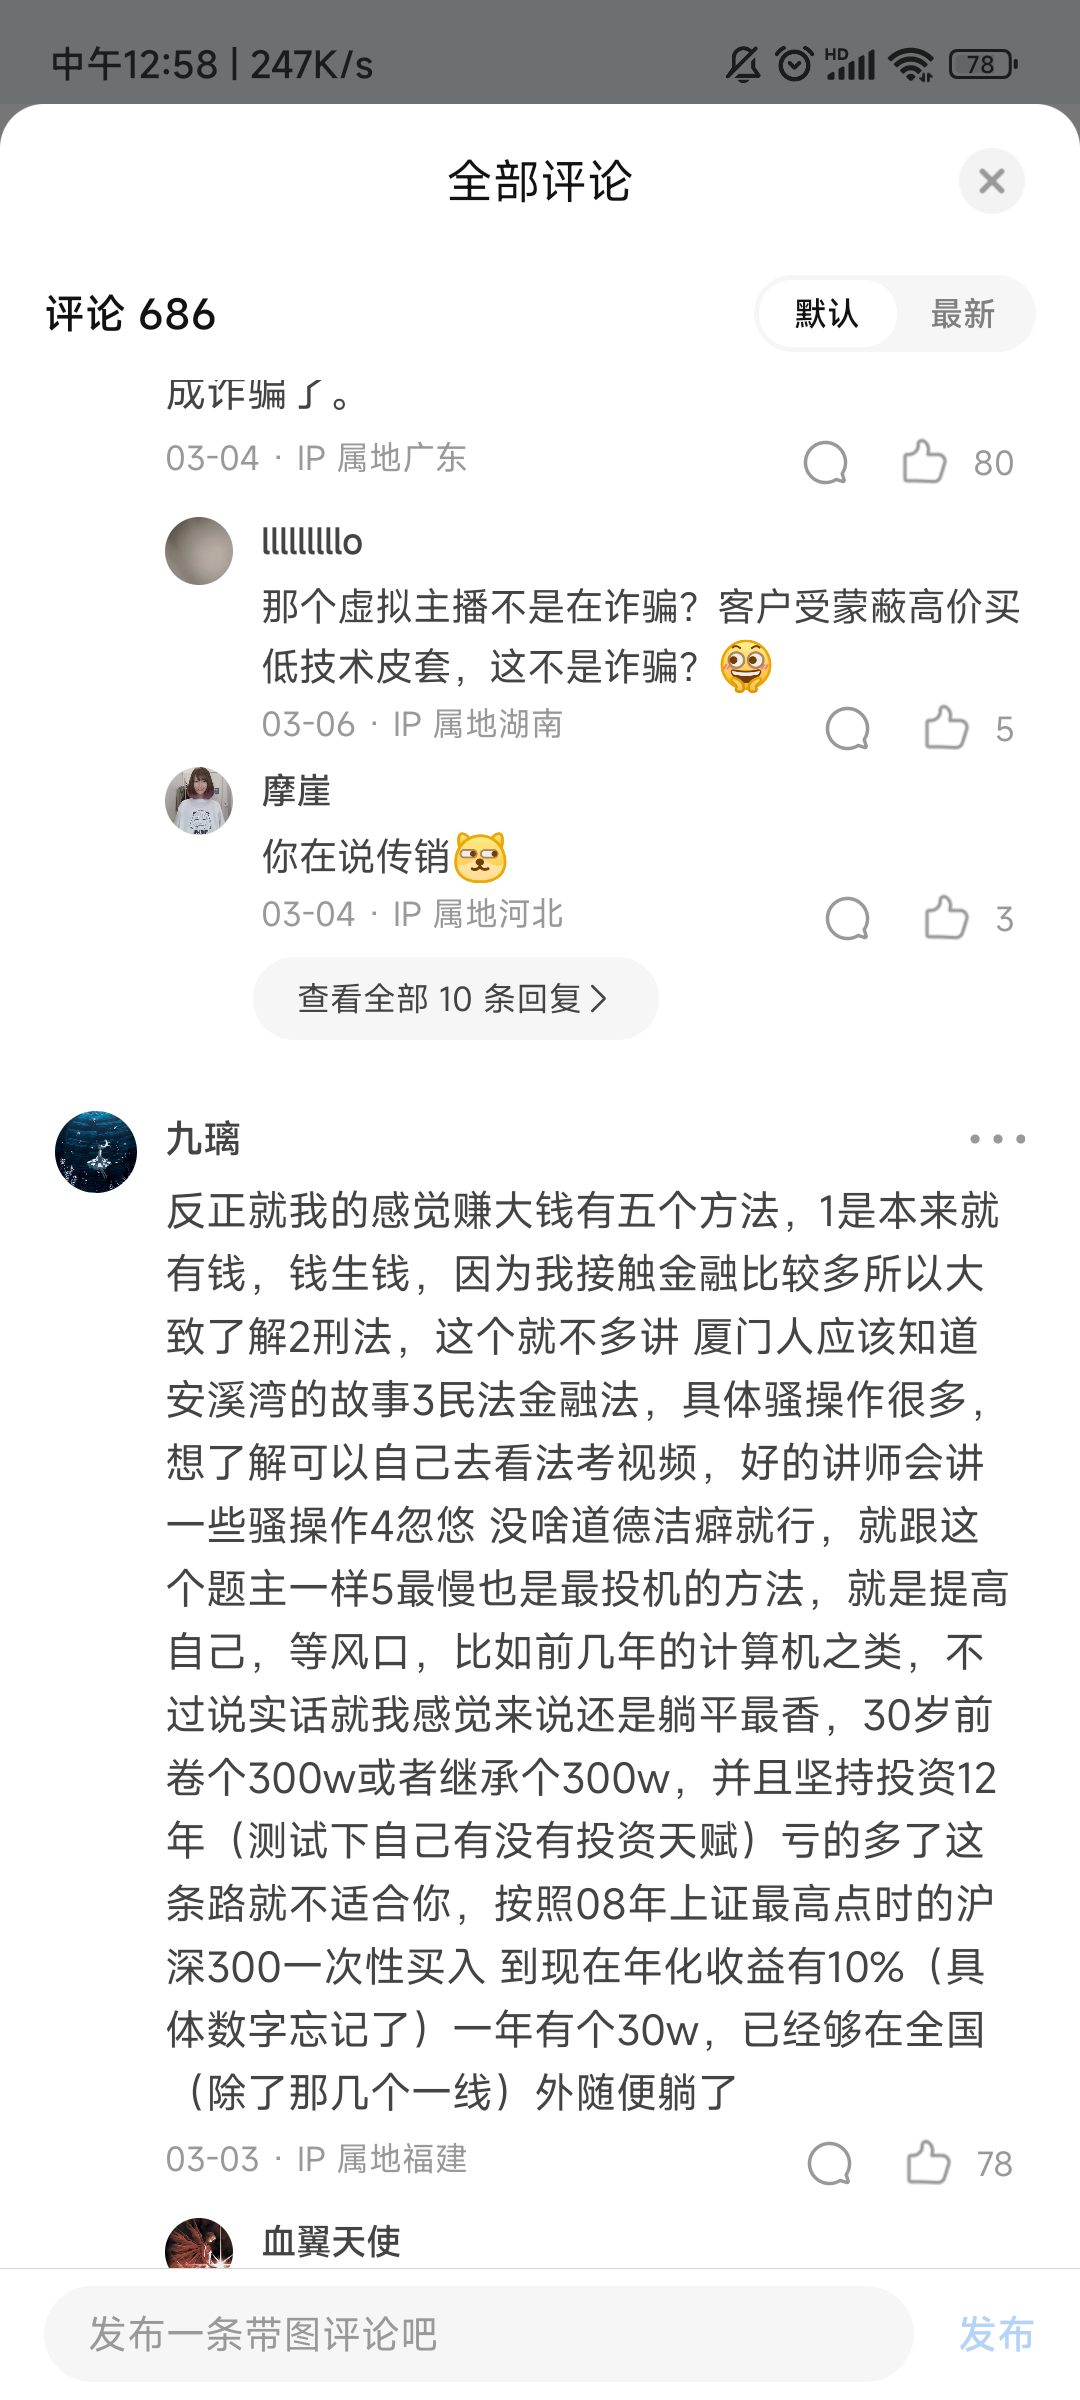 中午12:58 | 247K/s
HD
78
全部评论
评论 686
默认
最新
成诈骗了。
03-04 · IP 属地广东
80
llllllllllo
那个虚拟主播不是在诈骗？客户受蒙蔽高价买
低技术皮套，这不是诈骗？
03-06 · IP 属地湖南
5
摩崖
你在说传销
03-04 · IP 属地河北
3
查看全部 10 条回复
九璃
反正就我的感觉赚大钱有五个方法，1是本来就
有钱，钱生钱，因为我接触金融比较多所以大
致了解2刑法，这个就不多讲 厦门人应该知道
安溪湾的故事3民法金融法，具体骚操作很多，
想了解可以自己去看法考视频，好的讲师会讲
一些骚操作4忽悠 没啥道德洁癖就行，就跟这
个题主一样5最慢也是最投机的方法，就是提高
自己，等风口，比如前几年的计算机之类，不
过说实话就我感觉来说还是躺平最香，30岁前
卷个300w或者继承个300w，并且坚持投资12
年（测试下自己有没有投资天赋）亏的多了这
条路就不适合你，按照08年上证最高点时的沪
深300一次性买入 到现在年化收益有10%（具
体数字忘记了）一年有个30w，已经够在全国
（除了那几个一线）外随便躺了
03-03 · IP 属地福建
78
血翼天使
发布一条带图评论吧
发布